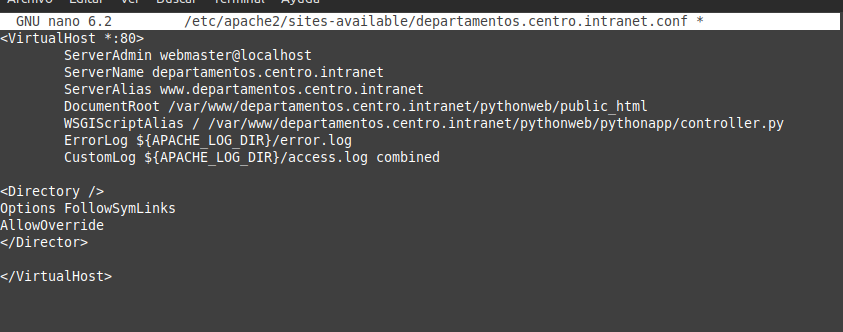 Archivo Editar Ver Buscar Terminal Ayuda
GNU nano 6.2 /etc/apache2/sites-available/departamentos.centro.intranet.conf *
<VirtualHost *:80>
ServerAdmin webmaster@localhost
ServerName departamentos.centro.intranet
ServerAlias www.departamentos.centro.intranet
DocumentRoot /var/www/departamentos.centro.intranet/pythonweb/public_html
WSGIScriptAlias / /var/www/departamentos.centro.intranet/pythonweb/pythonapp/controller.py
ErrorLog ${APACHE_LOG_DIR}/error.log
CustomLog ${APACHE_LOG_DIR}/access.log combined
<Directory />
Options FollowSymLinks
AllowOverride
</Director>
</VirtualHost>